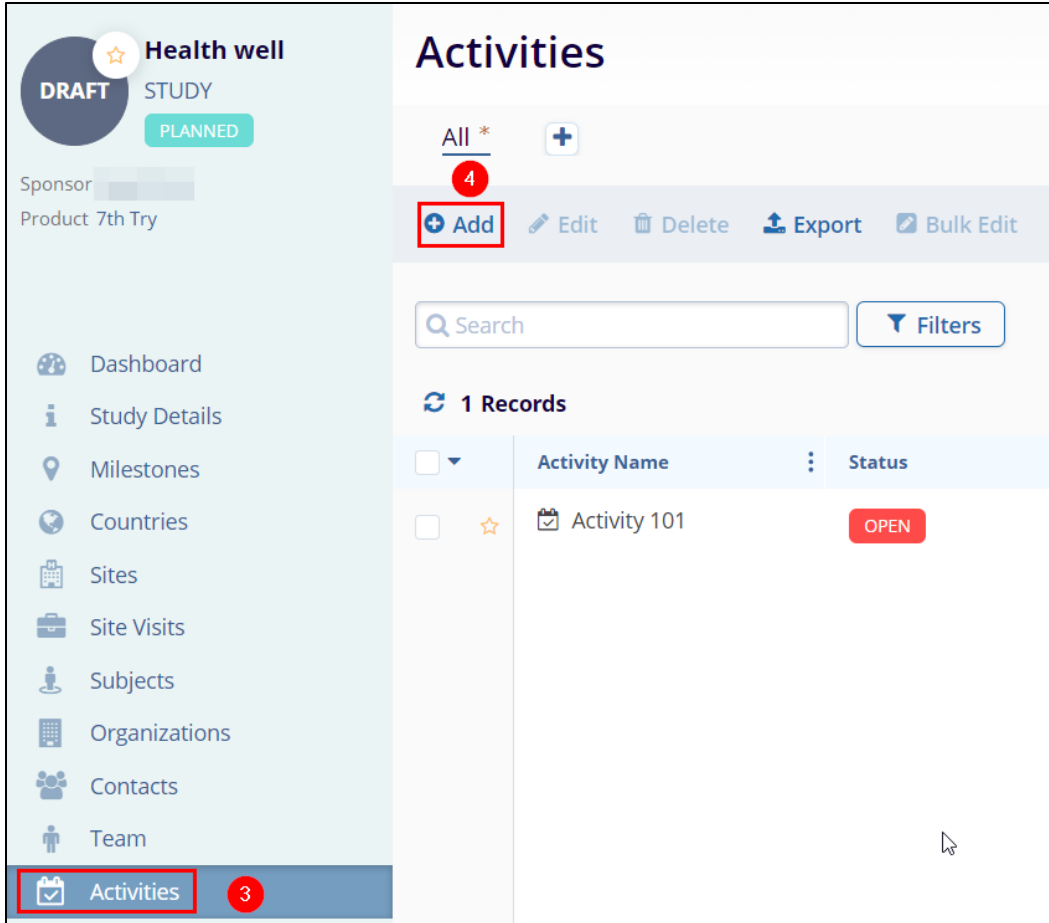 Health well
DRAFT
STUDY
PLANNED
Sponsor
Product 7th Try
Dashboard
Study Details
Milestones
Countries
Sites
Site Visits
Subjects
Organizations
Contacts
Team
Activities 3
Activities
All *
4
Add Edit Delete Export Bulk Edit
Search Filters
1 Records
Activity Name Status
Activity 101 OPEN